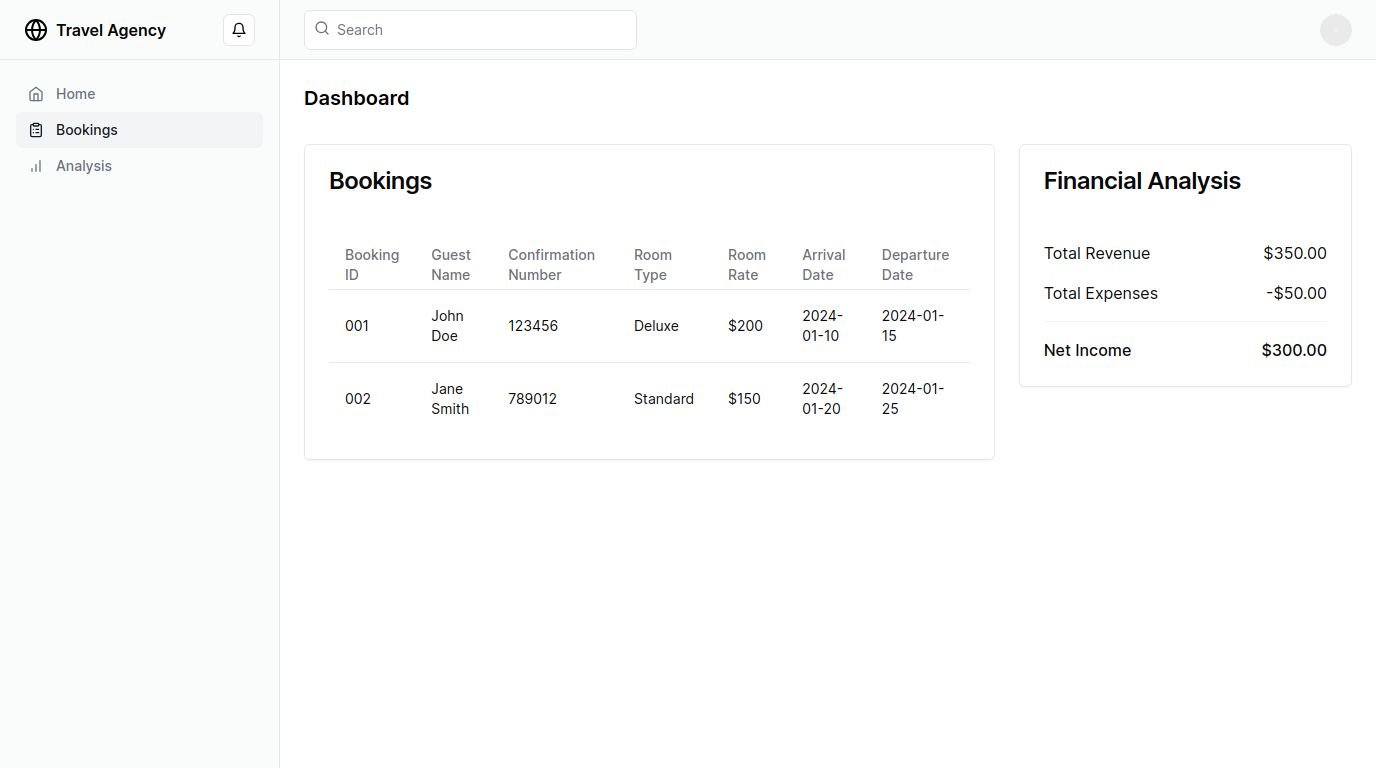 Travel Agency
Search
Home
Bookings
Analysis
Dashboard
Bookings
Booking ID Guest Name Confirmation Number Room Type Room Rate Arrival Date Departure Date
001 John Doe 123456 Deluxe $200 2024-01-10 2024-01-15
002 Jane Smith 789012 Standard $150 2024-01-20 2024-01-25
Financial Analysis
Total Revenue $350.00
Total Expenses -$50.00
Net Income $300.00